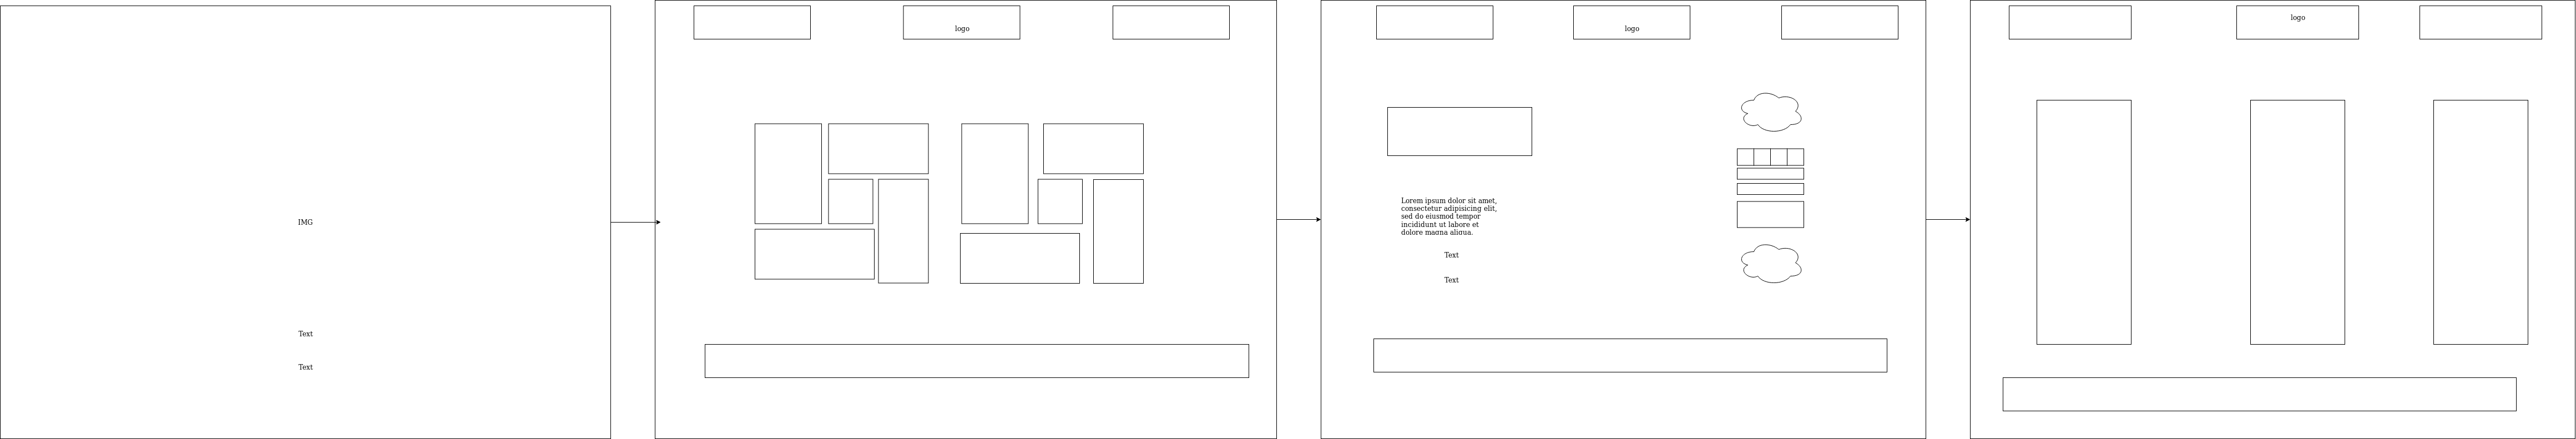 IMG
Text
Text
logo
logo
Lorem ipsum dolor sit amet,
consectetur adipisicing elit,
sed do eiusmod tempor
incididunt ut labore et
dolore magna aliqua.
Text
Text
logo